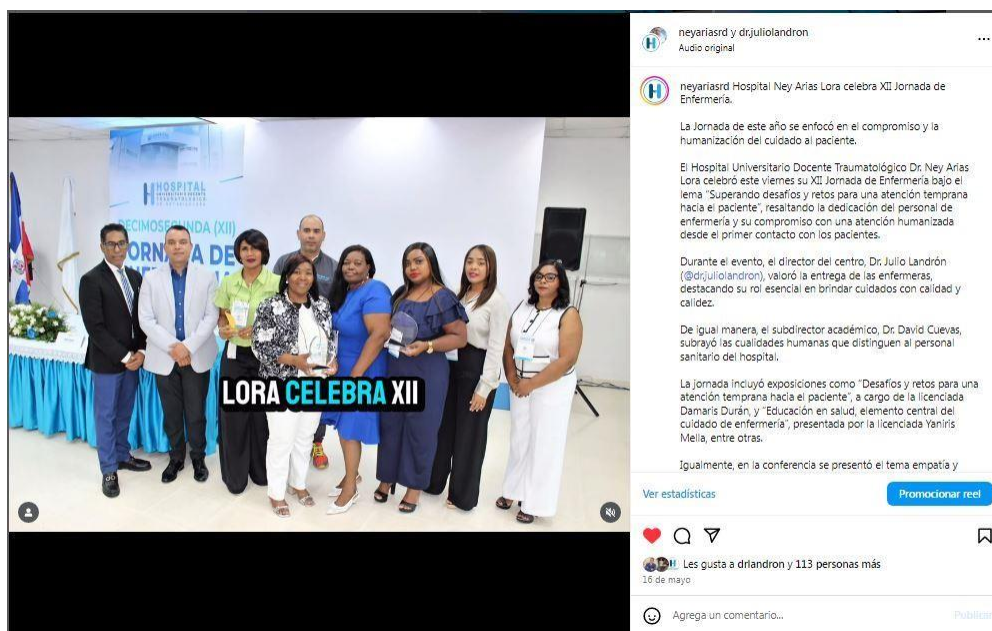 HOSPITAL
UNIVERSITARIO DOCENTE
TRAUMATOLÓGICO
DECIMOSEGUNDA (XII)
JORNADA DE
LORA CELEBRA XII
neyariasrd y drjuliolandron
Audio original
neyariasrd Hospital Ney Arias Lora celebra XII Jornada de
Enfermería.
La Jornada de este año se enfocó en el compromiso y la
humanización del cuidado al paciente.
El Hospital Universitario Docente Traumatológico Dr. Ney Arias
Lora celebró este viernes su XII Jornada de Enfermería bajo el
lema "Superando desafíos y retos para una atención temprana
hacia el paciente", resaltando la dedicación del personal de
enfermería y su compromiso con una atención humanizada
desde el primer contacto con los pacientes.
Durante el evento, el director del centro, Dr. Julio Landrón
(@drjuliolandron), valoró la entrega de las enfermeras,
destacando su rol esencial en brindar cuidados con calidad y
calidez.
De igual manera, el subdirector académico, Dr. David Cuevas,
subrayó las cualidades humanas que distinguen al personal
sanitario del hospital.
La jornada incluyó exposiciones como "Desafíos y retos para una
atención temprana hacia el paciente", a cargo de la licenciada
Damaris Durán, y "Educación en salud, elemento central del
cuidado de enfermería", presentada por la licenciada Yaniris
Mella, entre otras.
Igualmente, en la conferencia se presentó el tema empatía y
Ver estadísticas
Promocionar reel
Les gusta a drlandron y 113 personas más
16 de mayo
Agrega un comentario...
Publicar